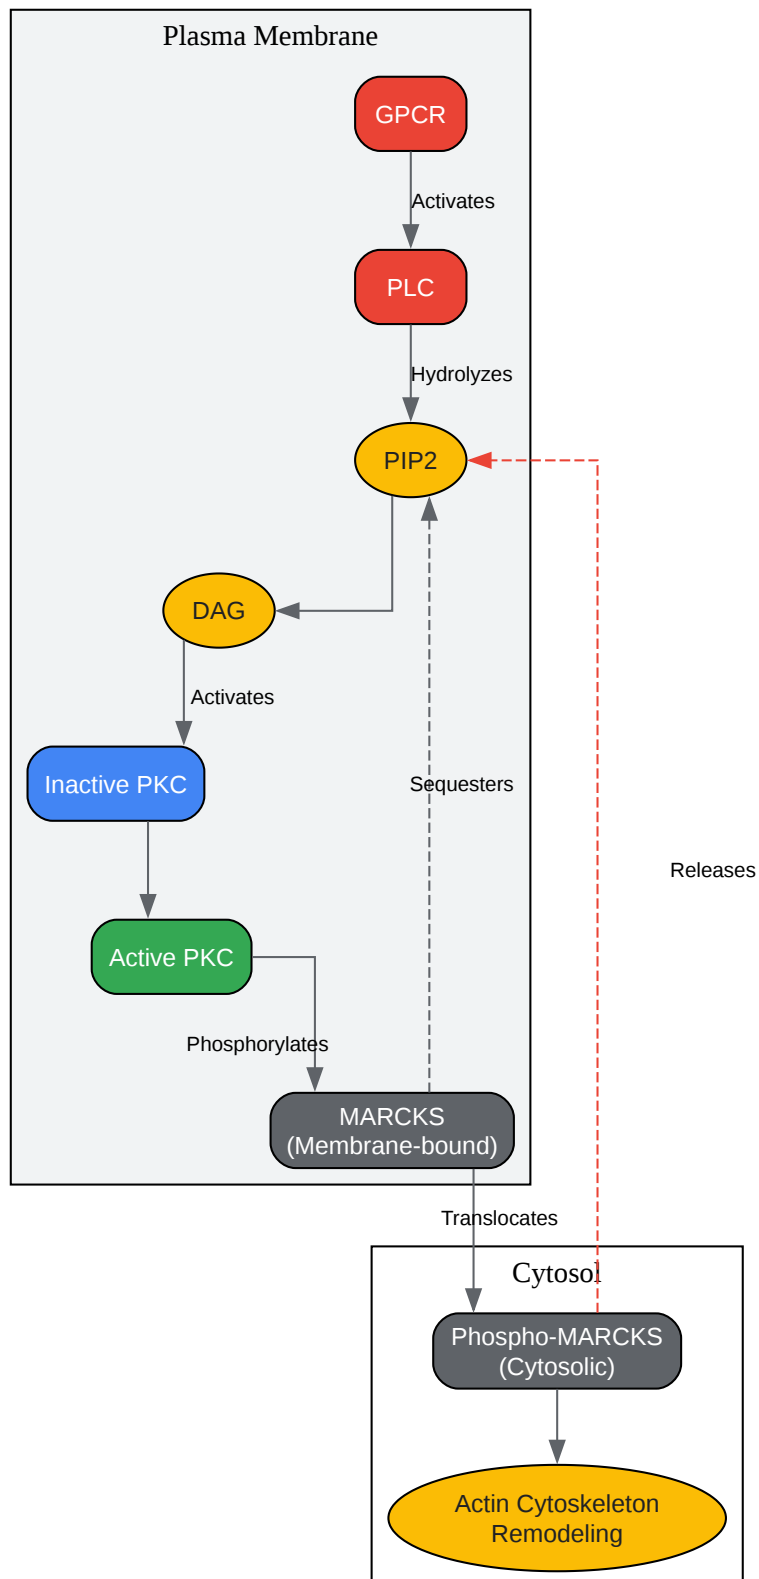 Plasma Membrane
GPCR
Activates
PLC
Hydrolyzes
PIP2
DAG
Activates
Inactive PKC
Sequesters
Releases
Active PKC
Phosphorylates
MARCKS
(Membrane-bound)
Translocates
Cytosol
Phospho-MARCKS
(Cytosolic)
Actin Cytoskeleton
Remodeling